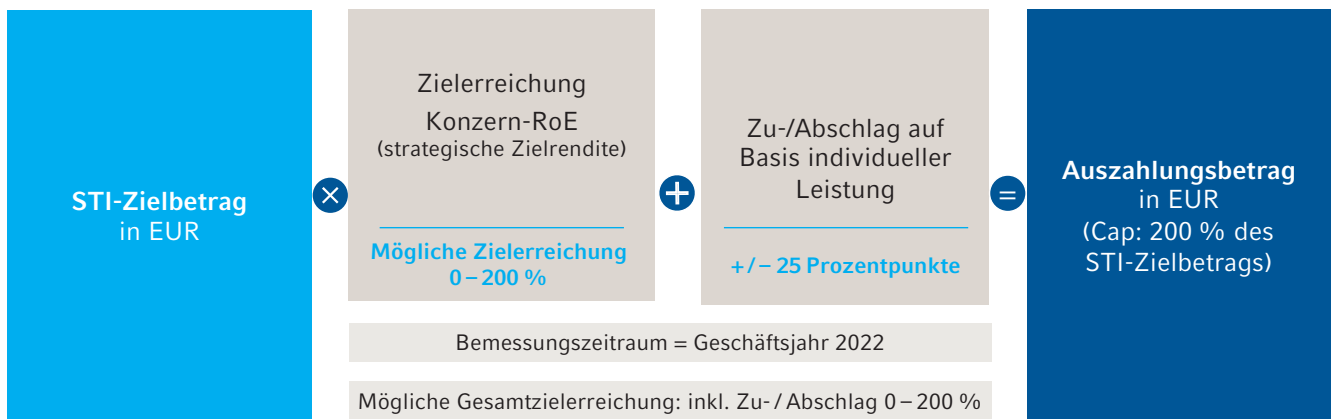 STI-Zielbetrag
in EUR
×
Zielerreichung
Konzern-RoE
(strategische Zielrendite)
Mögliche Zielerreichung
0 – 200 %
+
Zu-/Abschlag auf
Basis individueller
Leistung
+/– 25 Prozentpunkte
=
Auszahlungsbetrag
in EUR
(Cap: 200 % des
STI-Zielbetrags)
Bemessungszeitraum = Geschäftsjahr 2022
Mögliche Gesamtzielerreichung: inkl. Zu- / Abschlag 0 – 200 %